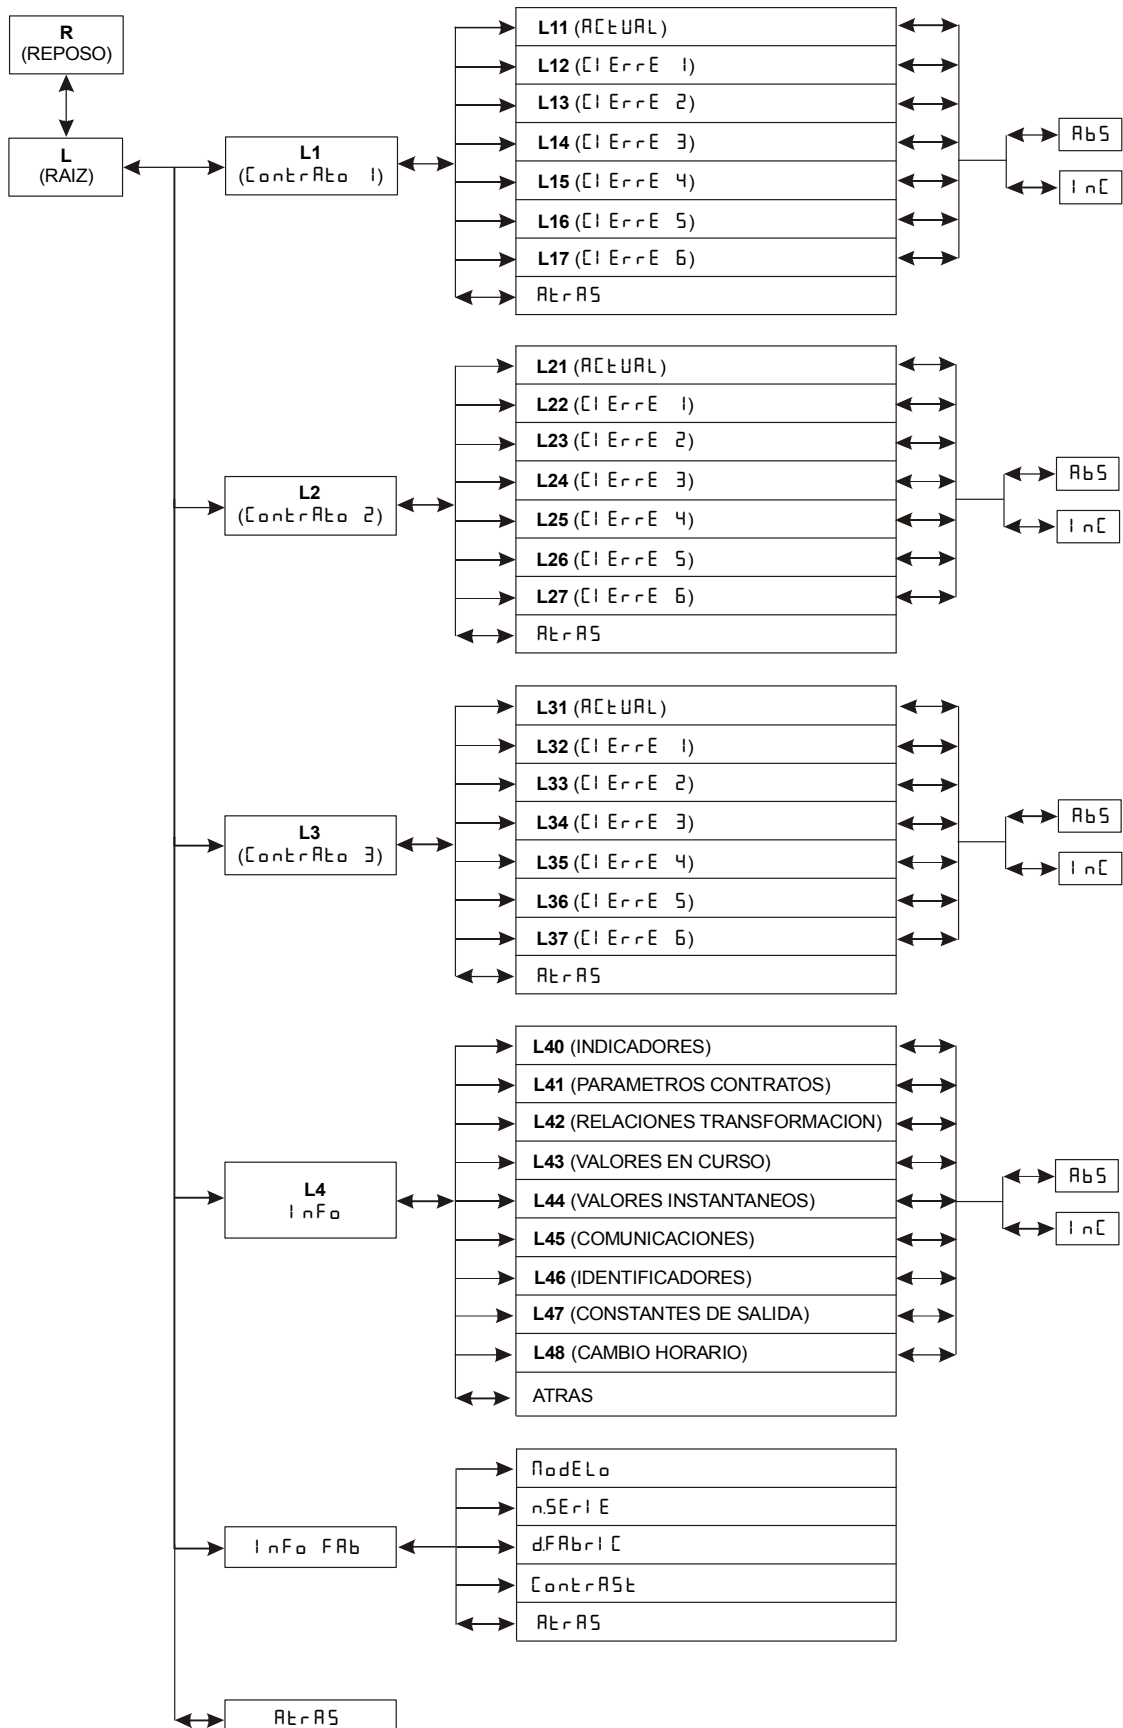 R
(REPOSO)
L
(RAIZ)
L1
(ContrAto 1)
L11 (ACtUAL)
L12 (CIErrE 1)
L13 (CIErrE 2)
L14 (CIErrE 3)
L15 (CIErrE 4)
L16 (CIErrE 5)
L17 (CIErrE 6)
AtrAS
AbS
InC
L2
(ContrAto 2)
L21 (ACtUAL)
L22 (CIErrE 1)
L23 (CIErrE 2)
L24 (CIErrE 3)
L25 (CIErrE 4)
L26 (CIErrE 5)
L27 (CIErrE 6)
AtrAS
AbS
InC
L3
(ContrAto 3)
L31 (ACtUAL)
L32 (CIErrE 1)
L33 (CIErrE 2)
L34 (CIErrE 3)
L35 (CIErrE 4)
L36 (CIErrE 5)
L37 (CIErrE 6)
AtrAS
AbS
InC
L4
InFo
L40 (INDICADORES)
L41 (PARAMETROS CONTRATOS)
L42 (RELACIONES TRANSFORMACION)
L43 (VALORES EN CURSO)
L44 (VALORES INSTANTANEOS)
L45 (COMUNICACIONES)
L46 (IDENTIFICADORES)
L47 (CONSTANTES DE SALIDA)
L48 (CAMBIO HORARIO)
ATRAS
AbS
InC
InFo FAb
ModELo
n.SErIE
d.FAbrIC
ContrASt
AtrAS
AtrAS